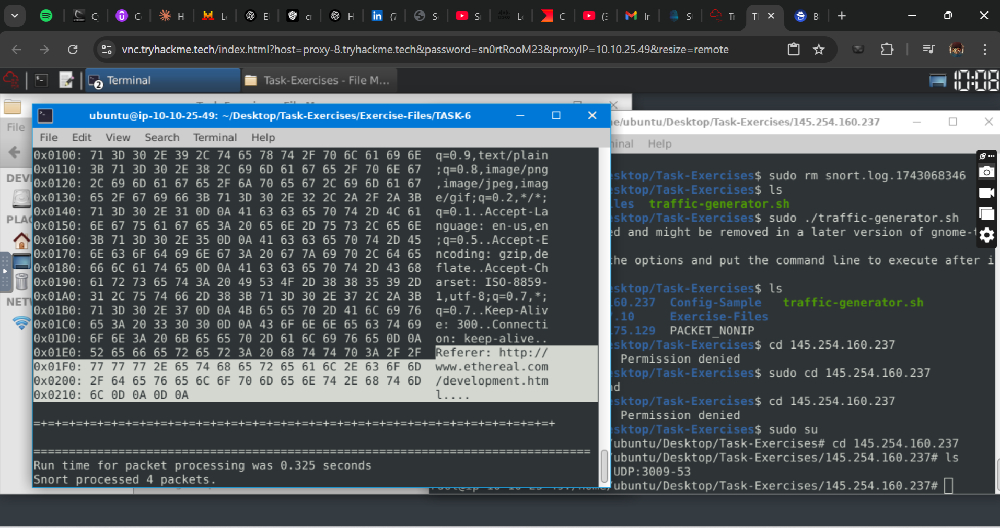 C
C
H
L
E
cr
H
(7
S
S
L
C
(3
Ir
S
Tr
T
B
vnc.tryhackme.tech/index.html?host=proxy-8.tryhackme.tech&password=sn0rtRooM23&proxyIP=10.10.25.49&resize=remote
2 Terminal
Task-Exercises - File M...
10:08
ubuntu@ip-10-10-25-49: ~/Desktop/Task-Exercises/Exercise-Files/TASK-6
File Edit View Search Terminal Help
0x0100: 71 3D 30 2E 39 2C 74 65 78 74 2F 70 6C 61 69 6E q=0.9,text/plain
0x0110: 3B 71 3D 30 2E 38 2C 69 6D 61 67 65 2F 70 6E 67 ;q=0.8,image/png
0x0120: 2C 69 6D 61 67 65 2F 6A 70 65 67 2C 69 6D 61 67 ,image/jpeg,imag
0x0130: 65 2F 67 69 66 3B 71 3D 30 2E 32 2C 2A 2F 2A 3B e/gif;q=0.2,*/*;
0x0140: 71 3D 30 2E 31 0D 0A 41 63 63 65 70 74 2D 4C 61 q=0.1..Accept-La
0x0150: 6E 67 75 61 67 65 3A 20 65 6E 2D 75 73 2C 65 6E nguage: en-us,en
0x0160: 3B 71 3D 30 2E 35 0D 0A 41 63 63 65 70 74 2D 45 ;q=0.5..Accept-E
0x0170: 6E 63 6F 64 69 6E 67 3A 20 67 7A 69 70 2C 64 65 ncoding: gzip,de
0x0180: 66 6C 61 74 65 0D 0A 41 63 63 65 70 74 2D 43 68 flate..Accept-Ch
0x0190: 61 72 73 65 74 3A 20 49 53 4F 2D 38 38 35 39 2D arset: ISO-8859-
0x01A0: 31 2C 75 74 66 2D 38 3B 71 3D 30 2E 37 2C 2A 3B 1,utf-8;q=0.7,*;
0x01B0: 71 3D 30 2E 37 0D 0A 4B 65 65 70 2D 41 6C 69 76 q=0.7..Keep-Aliv
0x01C0: 65 3A 20 33 30 30 0D 0A 43 6F 6E 6E 65 63 74 69 e: 300..Connecti
0x01D0: 6F 6E 3A 20 6B 65 65 70 2D 61 6C 69 76 65 0D 0A on: keep-alive..
0x01E0: 52 65 66 65 72 65 72 3A 20 68 74 74 70 3A 2F 2F Referer: http://
0x01F0: 77 77 77 2E 65 74 68 65 72 65 61 6C 2E 63 6F 6D www.ethereal.com
0x0200: 2F 64 65 76 65 6C 6F 70 6D 65 6E 74 2E 68 74 6D /development.htm
0x0210: 6C 0D 0A 0D 0A l....
=+=+=+=+=+=+=+=+=+=+=+=+=+=+=+=+=+=+=+=+=+=+=+=+=+=+=+=+=+=+=+=+=+=+=+=+=+
===============================================================================
Run time for packet processing was 0.325 seconds
Snort processed 4 packets.
File
DEVI
PLAC
NETW
e/ubuntu/Desktop/Task-Exercises/145.254.160.237
minal Help
esktop/Task-Exercises$ sudo rm snort.log.1743068346
esktop/Task-Exercises$ ls
les traffic-generator.sh
esktop/Task-Exercises$ sudo ./traffic-generator.sh
ed and might be removed in a later version of gnome-t
the options and put the command line to execute after i
esktop/Task-Exercises$ ls
60.237 Config-Sample traffic-generator.sh
.10 Exercise-Files
75.129 PACKET_NONIP
esktop/Task-Exercises$ cd 145.254.160.237
Permission denied
esktop/Task-Exercises$ sudo cd 145.254.160.237
nd
esktop/Task-Exercises$ cd 145.254.160.237
Permission denied
esktop/Task-Exercises$ sudo su
/ubuntu/Desktop/Task-Exercises# cd 145.254.160.237
/ubuntu/Desktop/Task-Exercises/145.254.160.237# ls
UDP:3009-53
/ubuntu/Desktop/Task-Exercises/145.254.160.237#